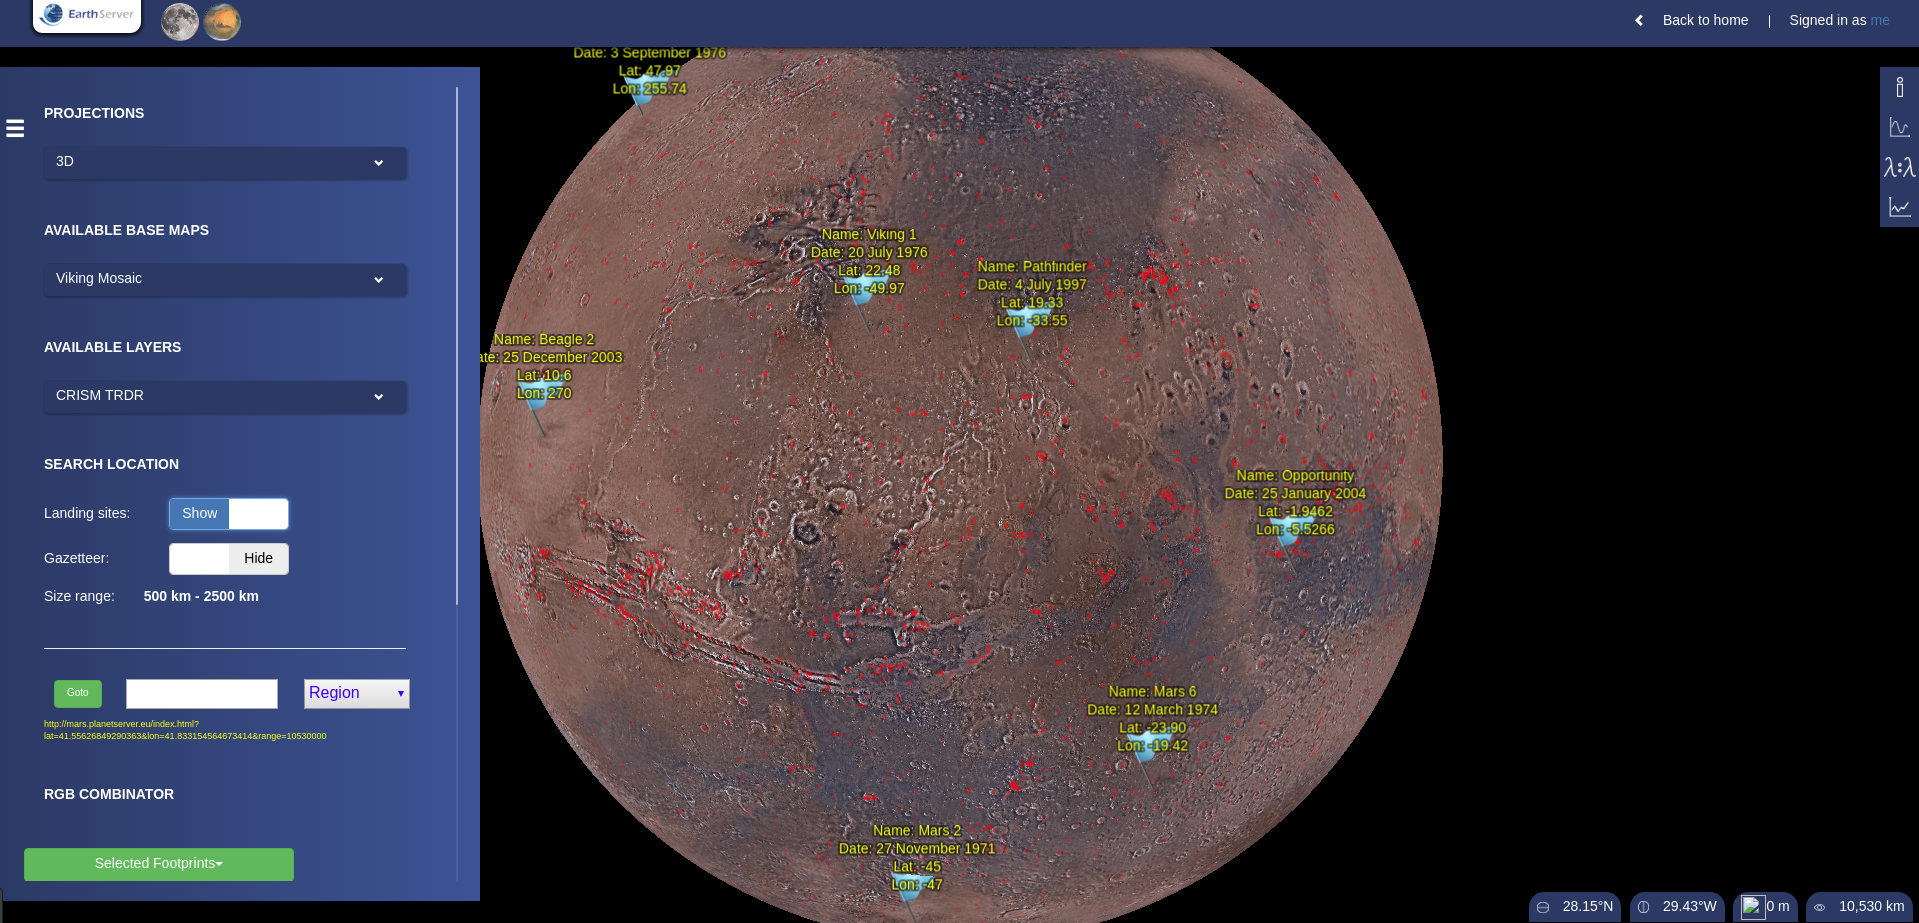 EarthServer
Back to home | Signed in as me
PROJECTIONS
3D
AVAILABLE BASE MAPS
Viking Mosaic
AVAILABLE LAYERS
CRISM TRDR
SEARCH LOCATION
Landing sites: Show
Gazetteer: Hide
Size range: 500 km - 2500 km
Goto Region
http://mars.planetserver.eu/index.html?
lat=41.55626849290363&lon=41.833154564673414&range=10530000
RGB COMBINATOR
Selected Footprints
Date: 3 September 1976
Lat: 47.97
Lon: 255.74
Name: Viking 1
Date: 20 July 1976
Lat: 22.48
Lon: -49.97
Name: Pathfinder
Date: 4 July 1997
Lat: 19.33
Lon: -33.55
Name: Beagle 2
ate: 25 December 2003
Lat: 10.6
Lon: 270
Name: Opportunity
Date: 25 January 2004
Lat: -1.9462
Lon: -5.5266
Name: Mars 6
Date: 12 March 1974
Lat: -23.90
Lon: -19.42
Name: Mars 2
Date: 27 November 1971
Lat: -45
Lon: -47
λ:λ
28.15°N 29.43°W 0 m 10,530 km